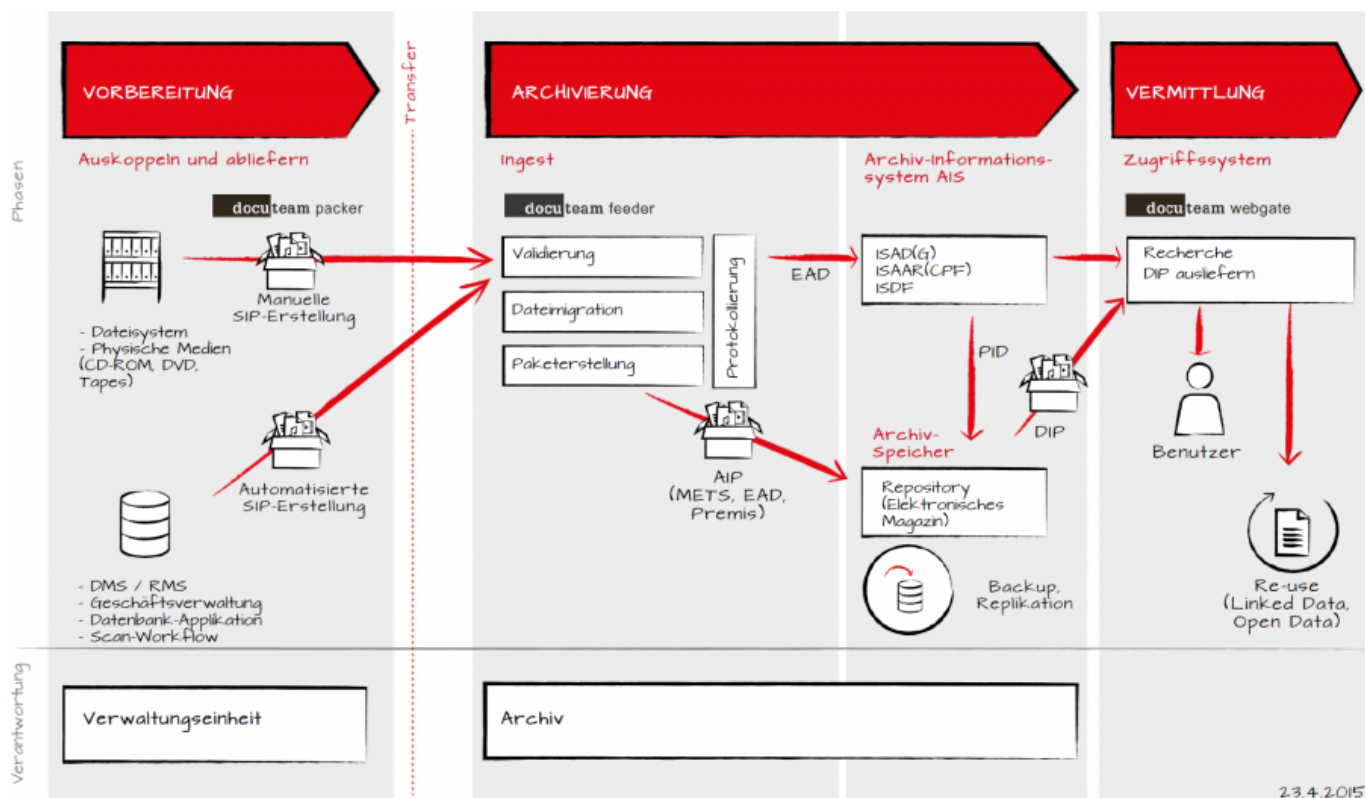 Phasen
VORBEREITUNG
Auskoppeln und abliefern
docuteam packer
Manuelle
SIP-Erstellung
- Dateisystem
- Physische Medien
(CD-ROM, DVD,
Tapes)
Automatisierte
SIP-Erstellung
- DMS / RMS
- Geschäftsverwaltung
- Datenbank-Applikation
- Scan-Workflow
Transfer
ARCHIVIERUNG
Ingest
docuteam feeder
Validierung
Dateimigration
Paketerstellung
Protokollierung
EAD
AIP
(METS, EAD,
Premis)
Archiv-Informations-
system AIS
ISAD(G)
ISAAR(CPF)
ISDF
PID
DIP
Archiv-
Speicher
Repository
(Elektronisches
Magazin)
Backup,
Replikation
VERMITTLUNG
Zugriffssystem
docuteam webgate
Recherche
DIP ausliefern
Benutzer
Re-use
(Linked Data,
Open Data)
Verantwortung
Verwaltungseinheit
Archiv
23.4.2015